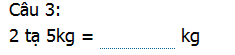 Câu 3:
2 tạ 5kg = ............... kg